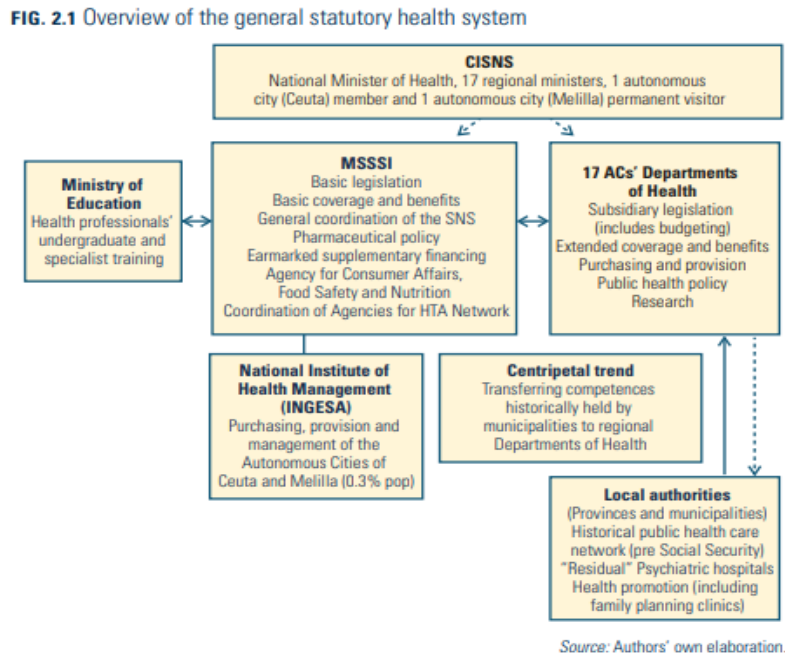 FIG. 2.1 Overview of the general statutory health system
CISNS
National Minister of Health, 17 regional ministers, 1 autonomous
city (Ceuta) member and 1 autonomous city (Melilla) permanent visitor
Ministry of
Education
Health professionals'
undergraduate and
specialist training
MSSSI
Basic legislation
Basic coverage and benefits
General coordination of the SNS
Pharmaceutical policy
Earmarked supplementary financing
Agency for Consumer Affairs,
Food Safety and Nutrition
Coordination of Agencies for HTA Network
17 ACs' Departments
of Health
Subsidiary legislation
(includes budgeting)
Extended coverage and benefits
Purchasing and provision
Public health policy
Research
National Institute of
Health Management
(INGESA)
Purchasing, provision and
management of the
Autonomous Cities of
Ceuta and Melilla (0.3% pop)
Centripetal trend
Transferring competences
historically held by
municipalities to regional
Departments of Health
Local authorities
(Provinces and municipalities)
Historical public health care
network (pre Social Security)
"Residual" Psychiatric hospitals
Health promotion (including
family planning clinics)
Source: Authors' own elaboration.